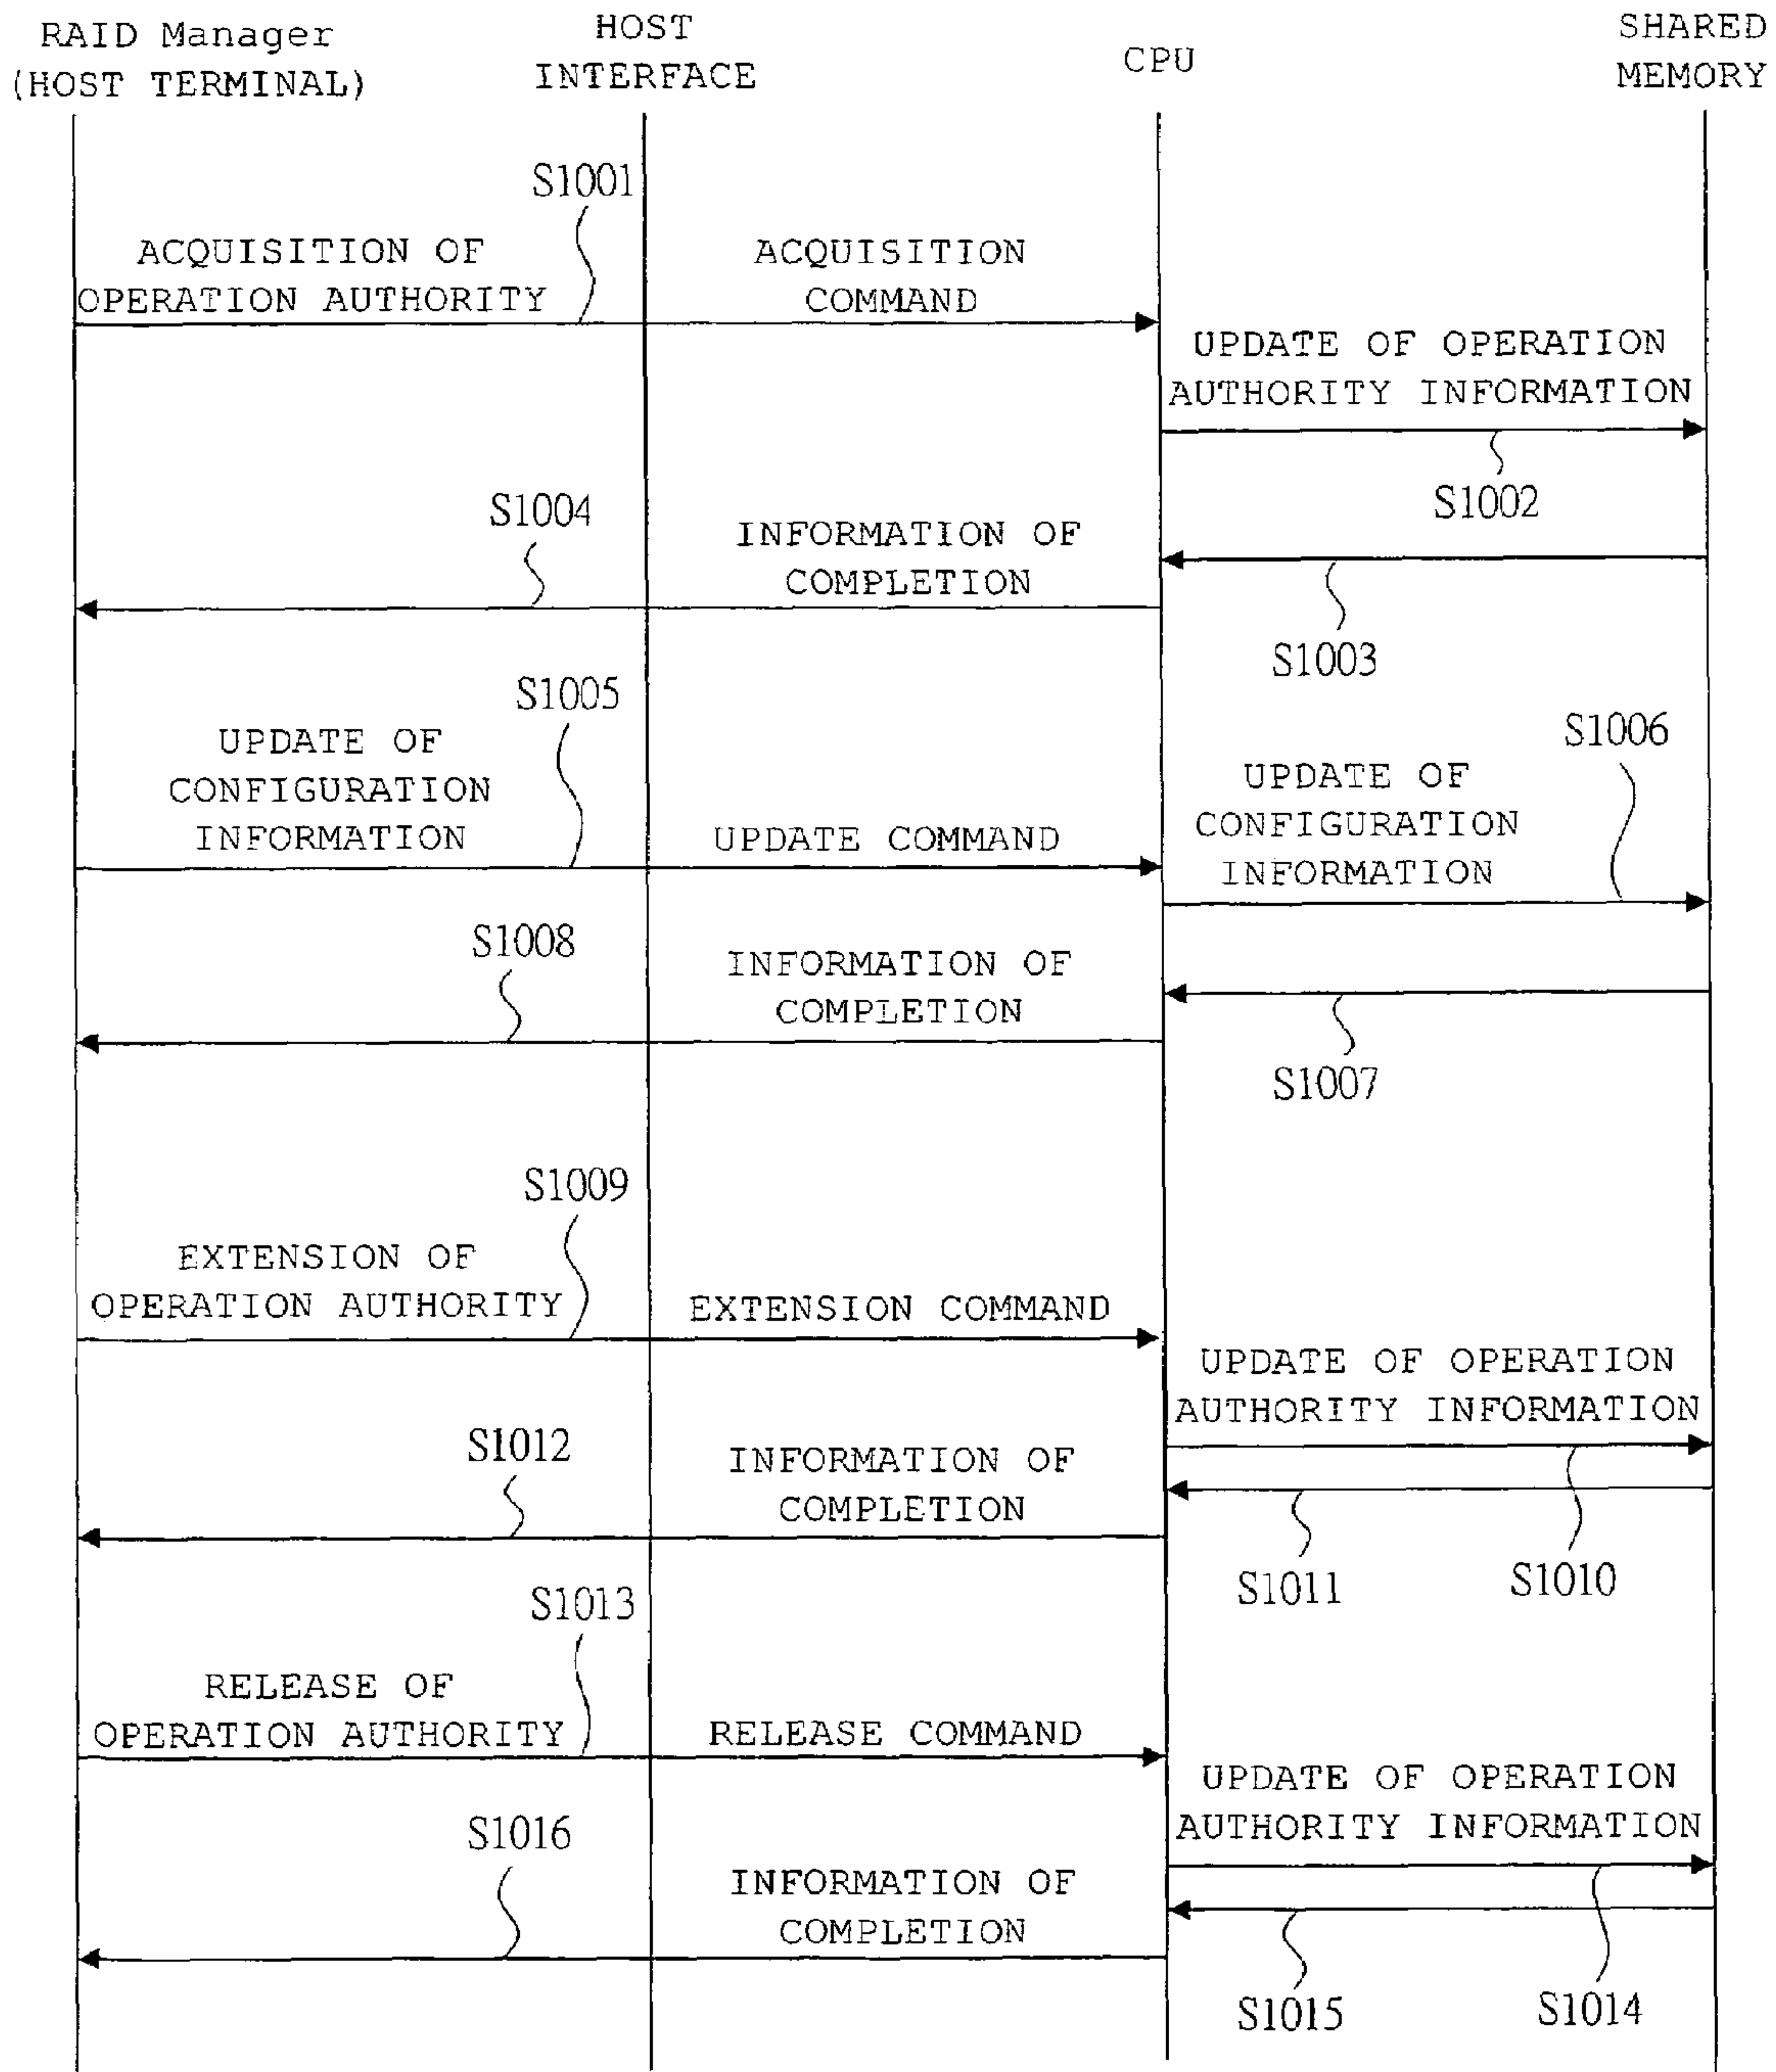 RAID Manager
(HOST TERMINAL)
HOST
INTERFACE
CPU
SHARED
MEMORY
S1001
ACQUISITION OF
OPERATION AUTHORITY
ACQUISITION
COMMAND
UPDATE OF OPERATION
AUTHORITY INFORMATION
S1002
S1004
INFORMATION OF
COMPLETION
S1003
S1005
UPDATE OF
CONFIGURATION
INFORMATION
UPDATE COMMAND
S1006
UPDATE OF
CONFIGURATION
INFORMATION
S1008
INFORMATION OF
COMPLETION
S1007
S1009
EXTENSION OF
OPERATION AUTHORITY
EXTENSION COMMAND
UPDATE OF OPERATION
AUTHORITY INFORMATION
S1012
INFORMATION OF
COMPLETION
S1011
S1010
S1013
RELEASE OF
OPERATION AUTHORITY
RELEASE COMMAND
UPDATE OF OPERATION
AUTHORITY INFORMATION
S1016
INFORMATION OF
COMPLETION
S1015
S1014